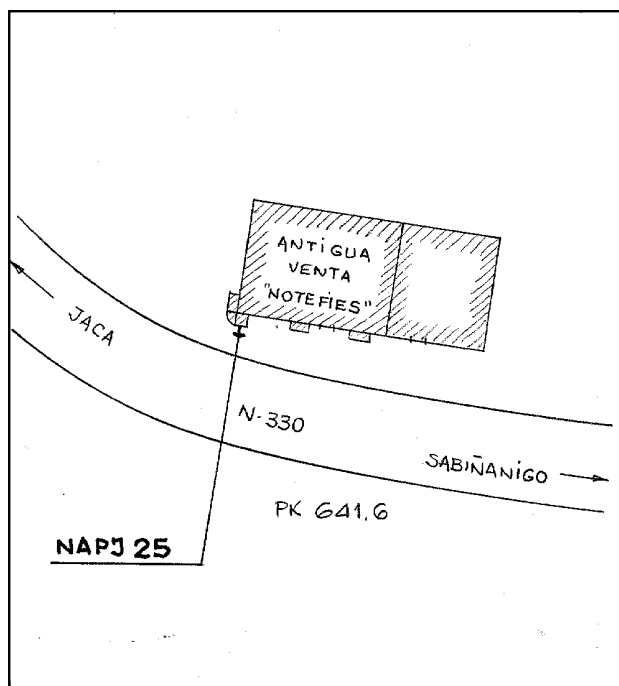 ANTIGUA
VENTA
"NOTEFIES"
JACA
N-330
SABIÑANIGO
PK 641,6
NAPJ 25